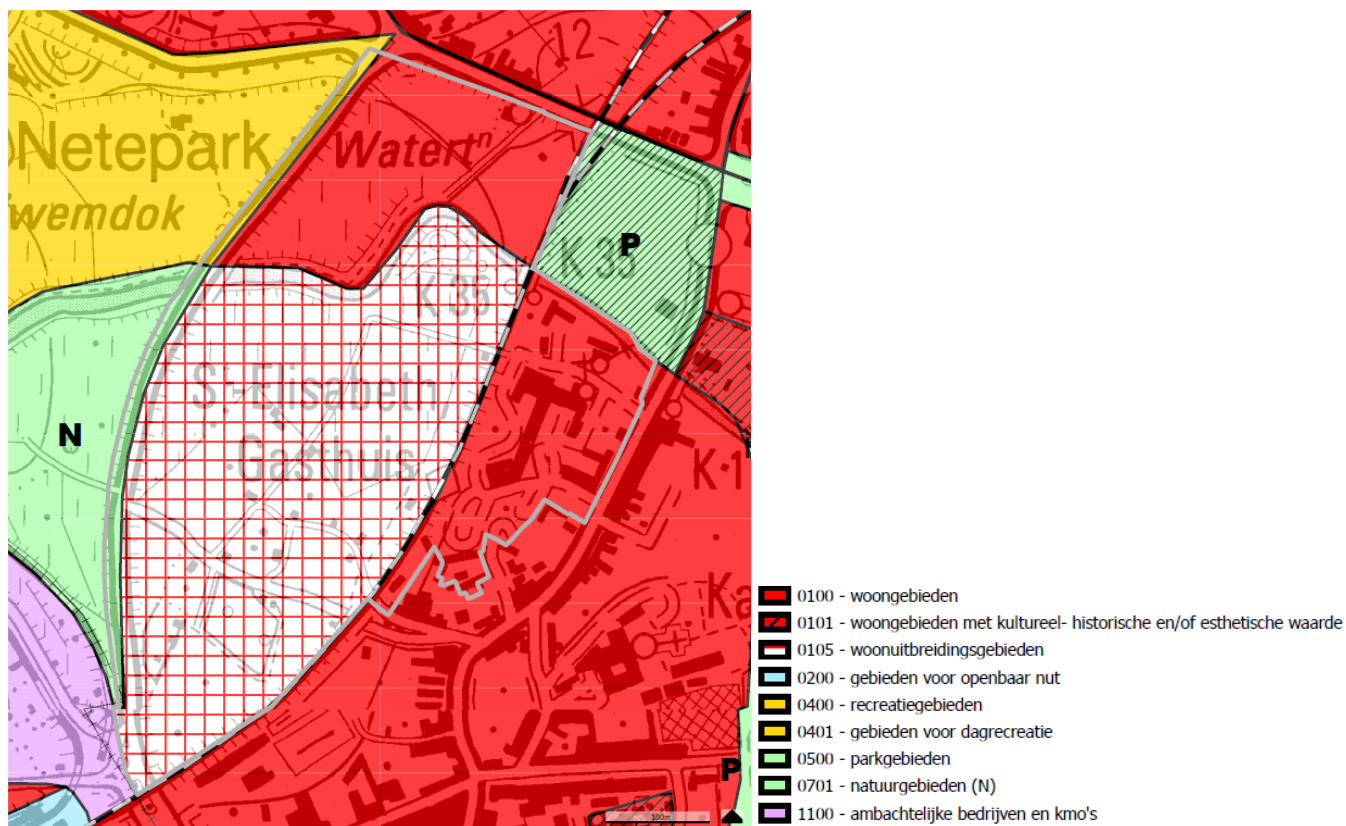 12-
Netepark
Watertⁿ
wemdok
P
K 35
K 35
Sᵗ-Elisabeth,
Gasthuis
N
K 1
Ka
P
100m
0100 - woongebieden
0101 - woongebieden met kultureel- historische en/of esthetische waarde
0105 - woonuitbreidingsgebieden
0200 - gebieden voor openbaar nut
0400 - recreatiegebieden
0401 - gebieden voor dagrecreatie
0500 - parkgebieden
0701 - natuurgebieden (N)
1100 - ambachtelijke bedrijven en kmo's